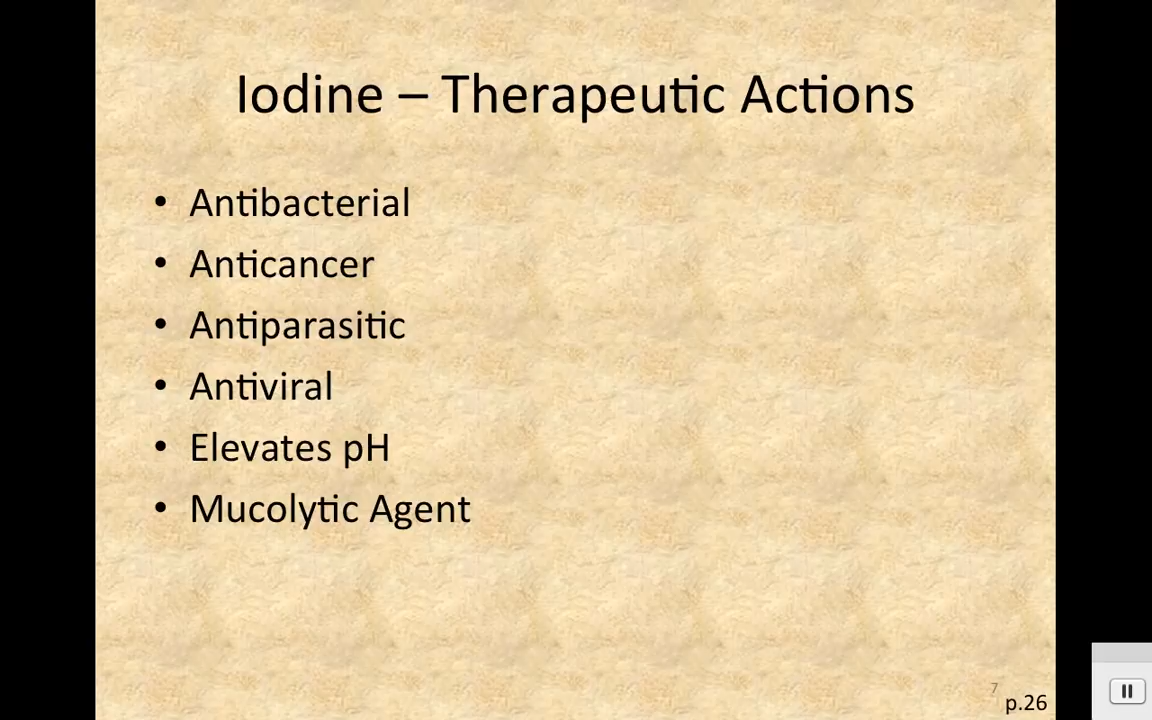 Iodine – Therapeutic Actions
• Antibacterial
• Anticancer
• Antiparasitic
• Antiviral
• Elevates pH
• Mucolytic Agent
7
p.26